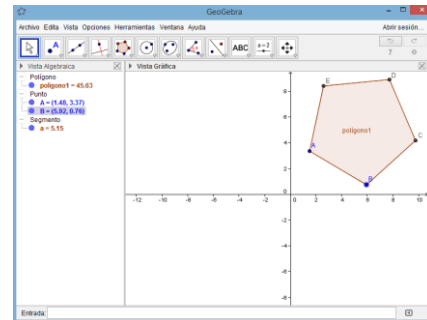 GeoGebra
Archivo Edita Vista Opciones Herramientas Ventana Ayuda
Abrir sesión...
ABC
a=2
Vista Algebraica
Vista Gráfica
Polígono
polígono1 = 45.63
Punto
A = (1.48, 3.37)
B = (5.92, 0.76)
Segmento
a = 5.15
E
D
C
A
B
polígono1
8
6
4
2
0
-2
-4
-6
-8
-12 -10 -8 -6 -4 -2 0 2 4 6 8 10
Entrada: